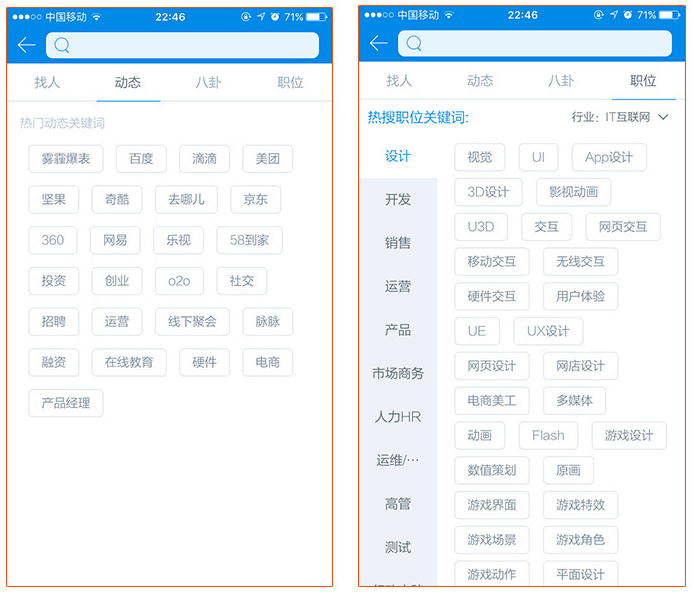 中国移动 22:46 71%
找人 动态 八卦 职位
热门动态关键词
雾霾爆表 百度 滴滴 美团
坚果 奇酷 去哪儿 京东
360 网易 乐视 58到家
投资 创业 o2o 社交
招聘 运营 线下聚会 脉脉
融资 在线教育 硬件 电商
产品经理
中国移动 22:46 71%
找人 动态 八卦 职位
热搜职位关键词: 行业: IT互联网
设计
开发
销售
运营
产品
市场商务
人力HR
运维/···
高管
测试
视觉 UI App设计
3D设计 影视动画
U3D 交互 网页交互
移动交互 无线交互
硬件交互 用户体验
UE UX设计
网页设计 网店设计
电商美工 多媒体
动画 Flash 游戏设计
数值策划 原画
游戏界面 游戏特效
游戏场景 游戏角色
游戏动作 平面设计